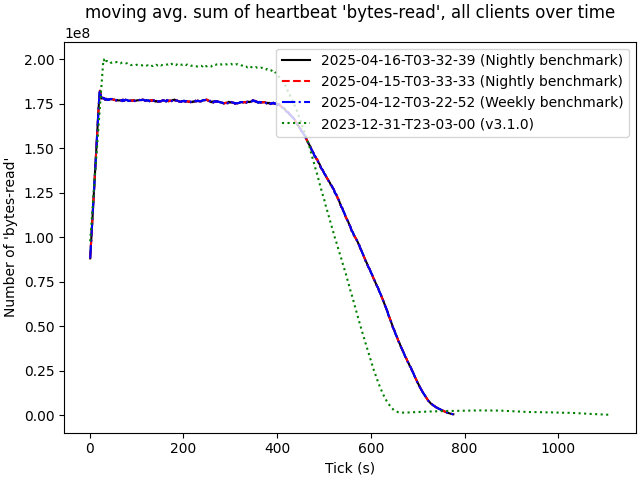 moving avg. sum of heartbeat 'bytes-read', all clients over time
1e8
2025-04-16-T03-32-39 (Nightly benchmark)
2025-04-15-T03-33-33 (Nightly benchmark)
2025-04-12-T03-22-52 (Weekly benchmark)
2023-12-31-T23-03-00 (v3.1.0)
Number of 'bytes-read'
2.00
1.75
1.50
1.25
1.00
0.75
0.50
0.25
0.00
0 200 400 600 800 1000
Tick (s)